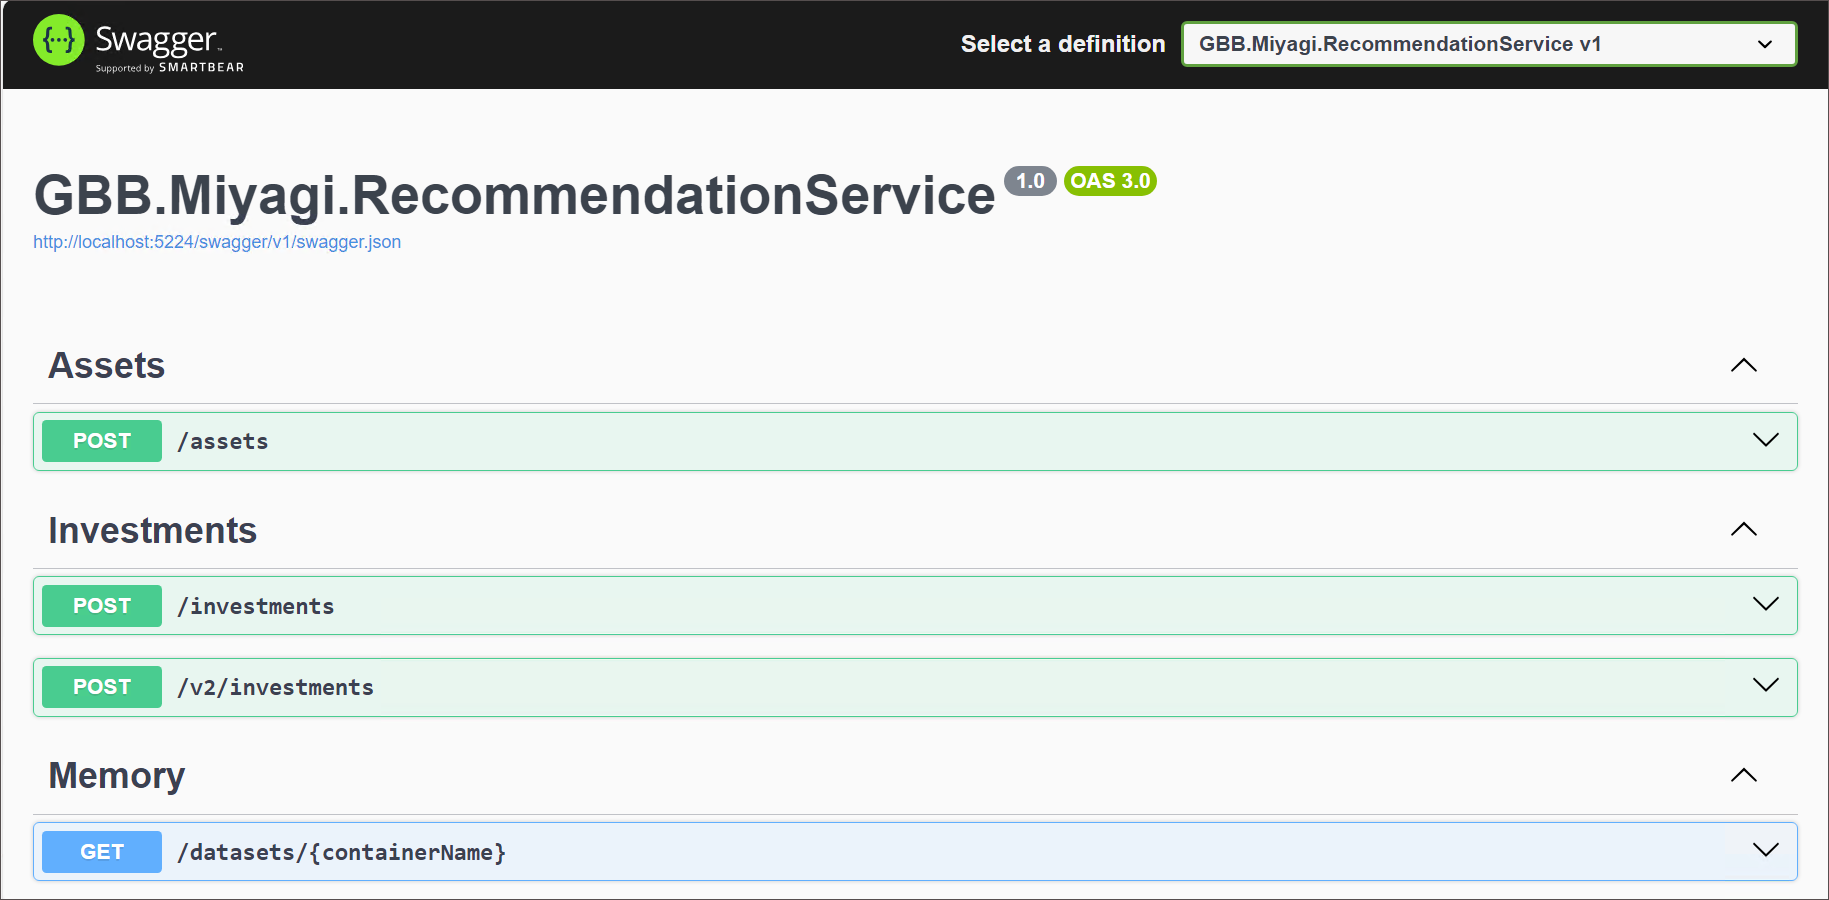 {···} Swagger™
Supported by SMARTBEAR
Select a definition
GBB.Miyagi.RecommendationService v1
GBB.Miyagi.RecommendationService 1.0 OAS 3.0
http://localhost:5224/swagger/v1/swagger.json
Assets
POST /assets
Investments
POST /investments
POST /v2/investments
Memory
GET /datasets/{containerName}